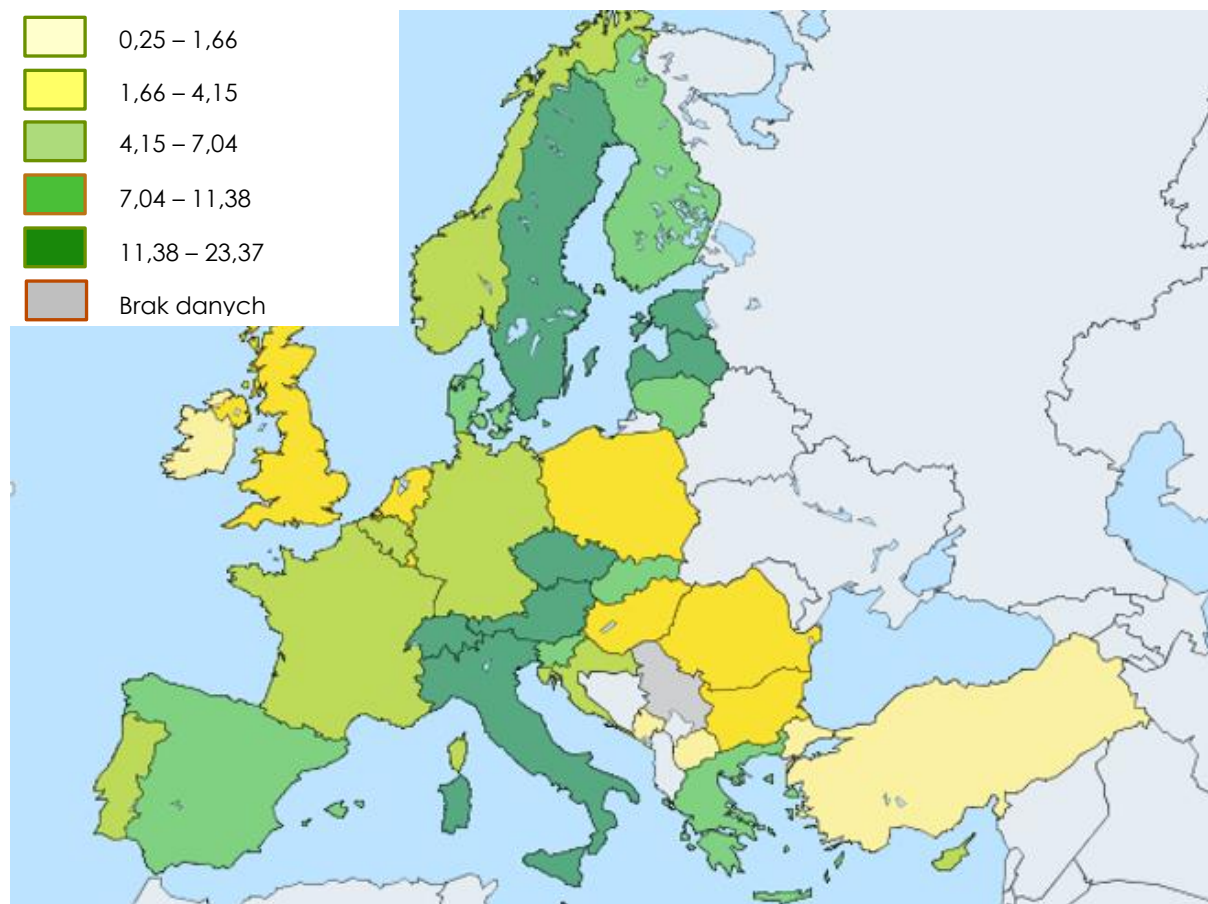 0,25 – 1,66
1,66 – 4,15
4,15 – 7,04
7,04 – 11,38
11,38 – 23,37
Brak danych